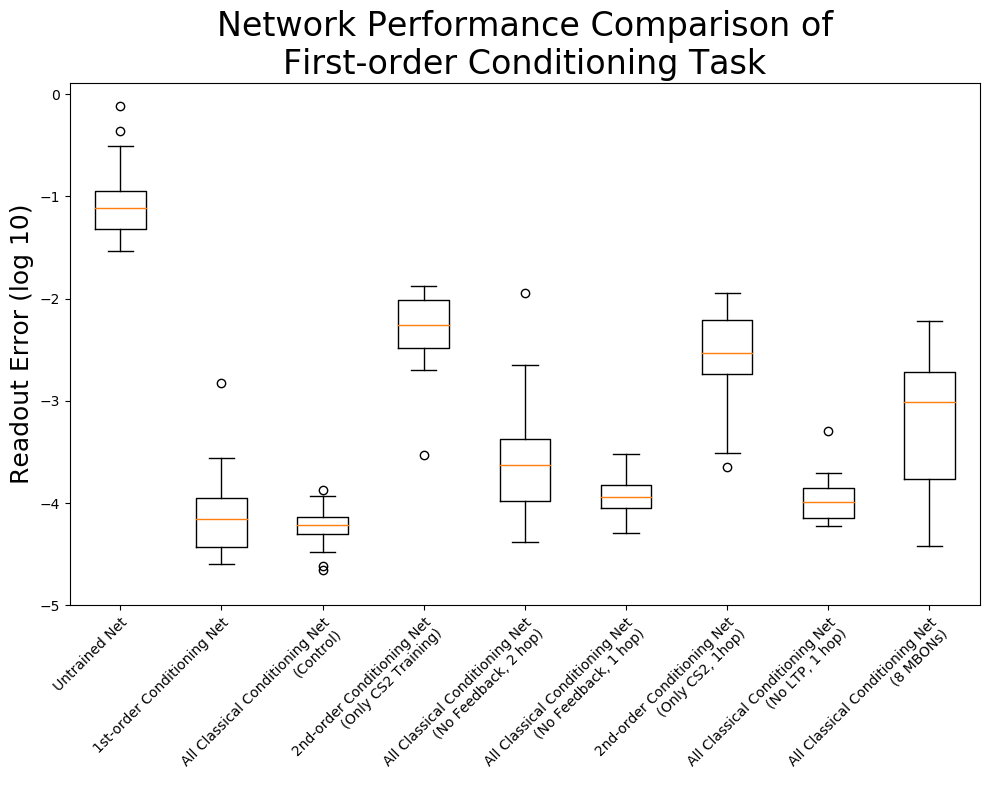 Network Performance Comparison of
First-order Conditioning Task
Readout Error (log 10)
0
−1
−2
−3
−4
−5
Untrained Net
1st-order Conditioning Net
All Classical Conditioning Net
(Control)
2nd-order Conditioning Net
(Only CS2 Training)
All Classical Conditioning Net
(No Feedback, 2 hop)
All Classical Conditioning Net
(No Feedback, 1 hop)
2nd-order Conditioning Net
(Only CS2, 1hop)
All Classical Conditioning Net
(No LTP, 1 hop)
All Classical Conditioning Net
(8 MBONs)